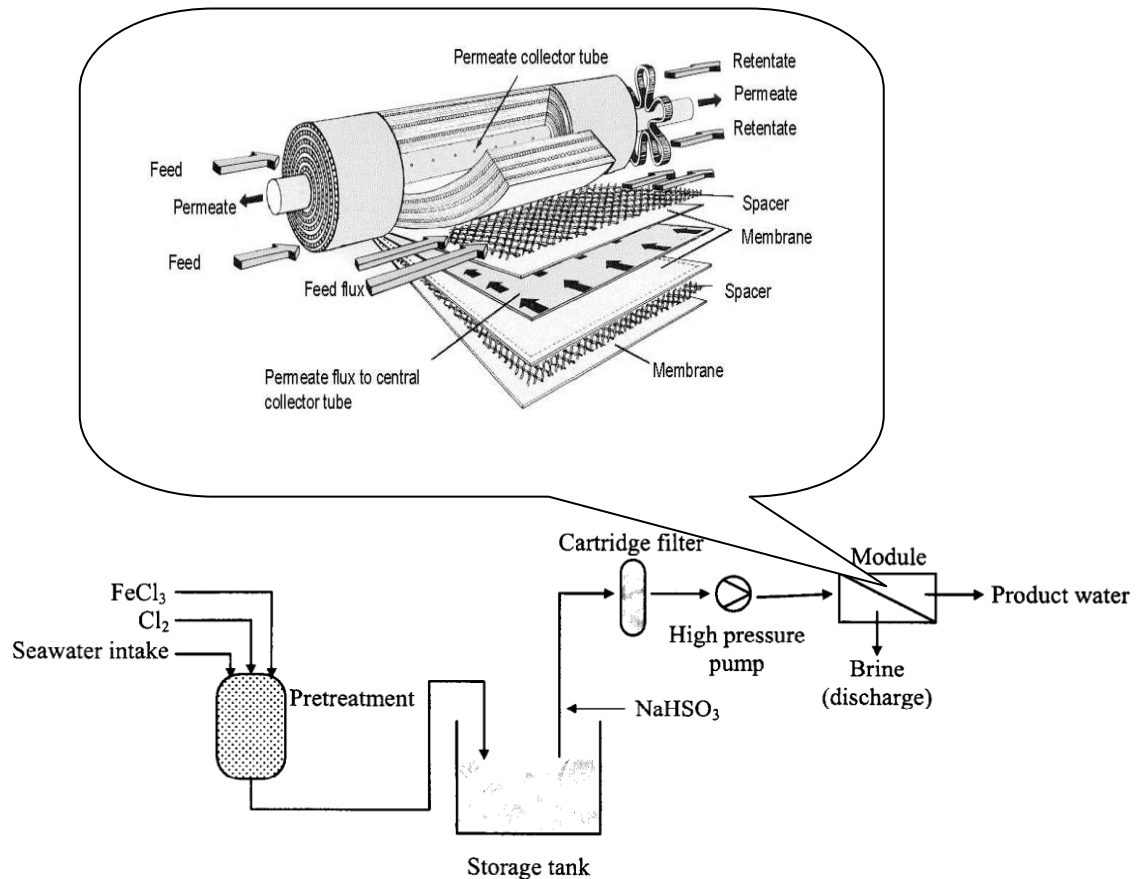 Permeate collector tube
Retentate
Permeate
Retentate
Feed
Permeate
Feed
Feed flux
Spacer
Membrane
Spacer
Membrane
Permeate flux to central
collector tube
Cartridge filter
Module
FeCl₃
Cl₂
Seawater intake
Pretreatment
High pressure
pump
Product water
Brine
(discharge)
NaHSO₃
Storage tank